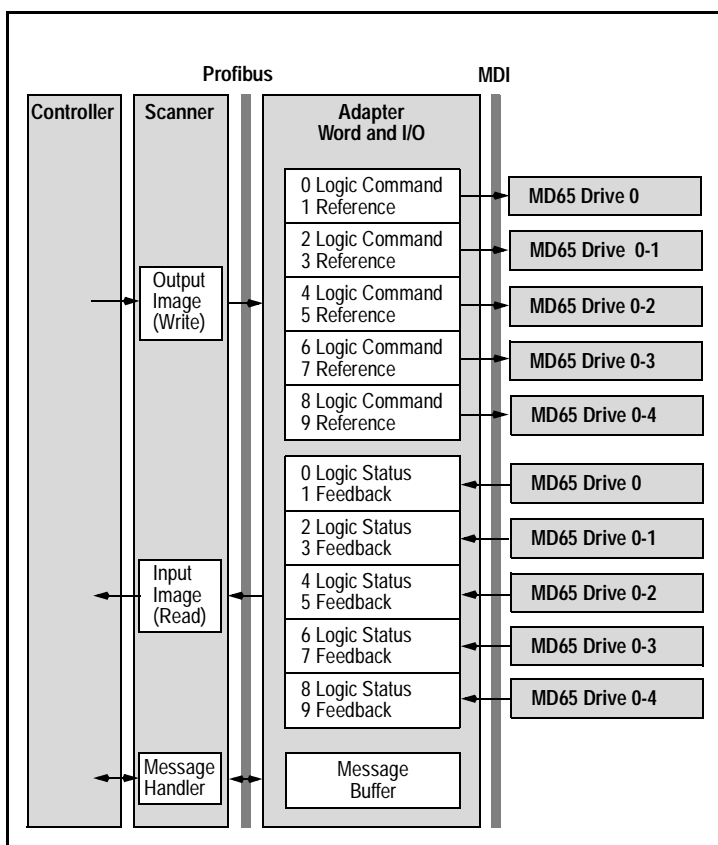 Profibus
MDI
Controller
Scanner
Adapter
Word and I/O
0 Logic Command
1 Reference
MD65 Drive 0
2 Logic Command
3 Reference
MD65 Drive 0-1
Output
Image
(Write)
4 Logic Command
5 Reference
MD65 Drive 0-2
6 Logic Command
7 Reference
MD65 Drive 0-3
8 Logic Command
9 Reference
MD65 Drive 0-4
0 Logic Status
1 Feedback
MD65 Drive 0
2 Logic Status
3 Feedback
MD65 Drive 0-1
Input
Image
(Read)
4 Logic Status
5 Feedback
MD65 Drive 0-2
6 Logic Status
7 Feedback
MD65 Drive 0-3
8 Logic Status
9 Feedback
MD65 Drive 0-4
Message
Handler
Message
Buffer